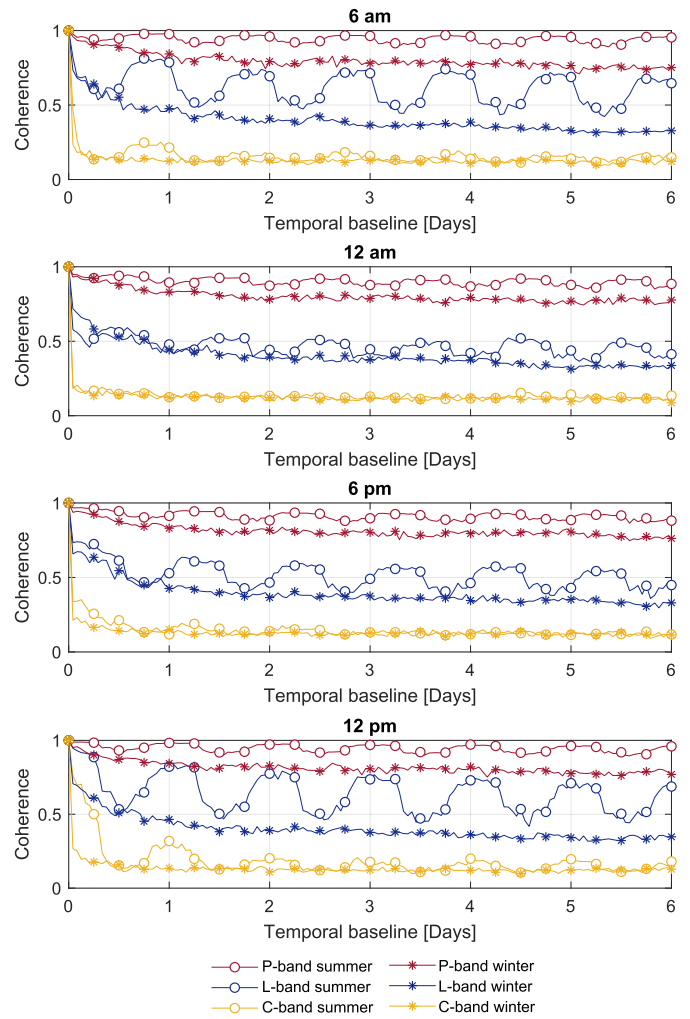 6 am
1
0.5
0
Coherence
0 1 2 3 4 5 6
Temporal baseline [Days]
12 am
1
0.5
0
Coherence
0 1 2 3 4 5 6
Temporal baseline [Days]
6 pm
1
0.5
0
Coherence
0 1 2 3 4 5 6
Temporal baseline [Days]
12 pm
1
0.5
0
Coherence
0 1 2 3 4 5 6
Temporal baseline [Days]
P-band summer P-band winter
L-band summer L-band winter
C-band summer C-band winter